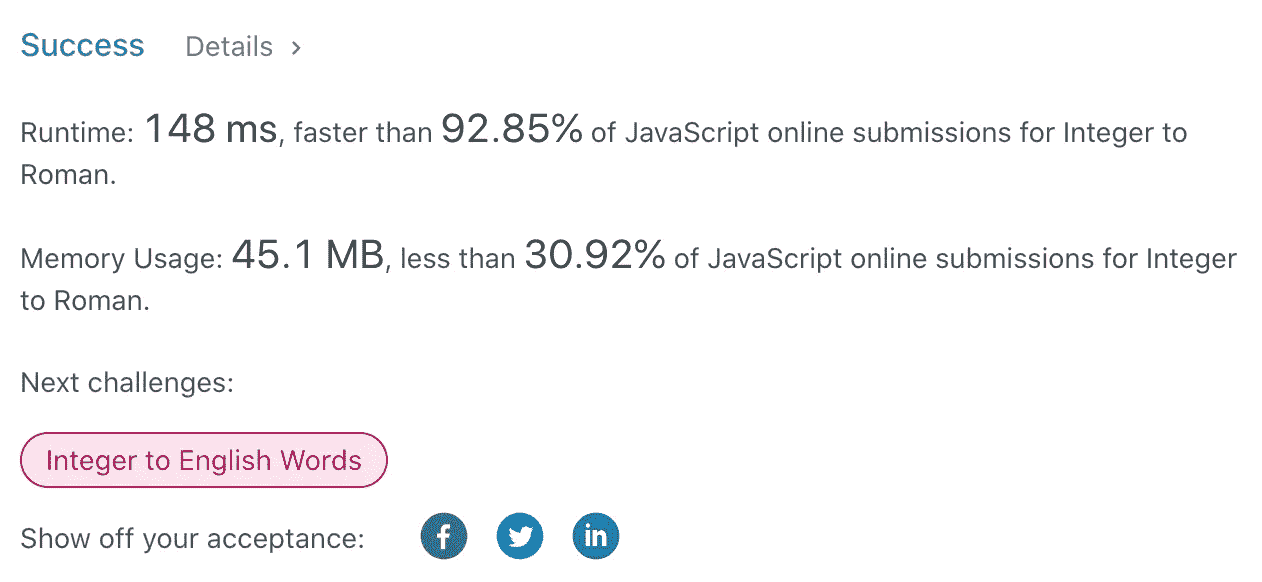 Success Details >
Runtime: 148 ms, faster than 92.85% of JavaScript online submissions for Integer to
Roman.
Memory Usage: 45.1 MB, less than 30.92% of JavaScript online submissions for Integer
to Roman.
Next challenges:
Integer to English Words
Show off your acceptance: f in